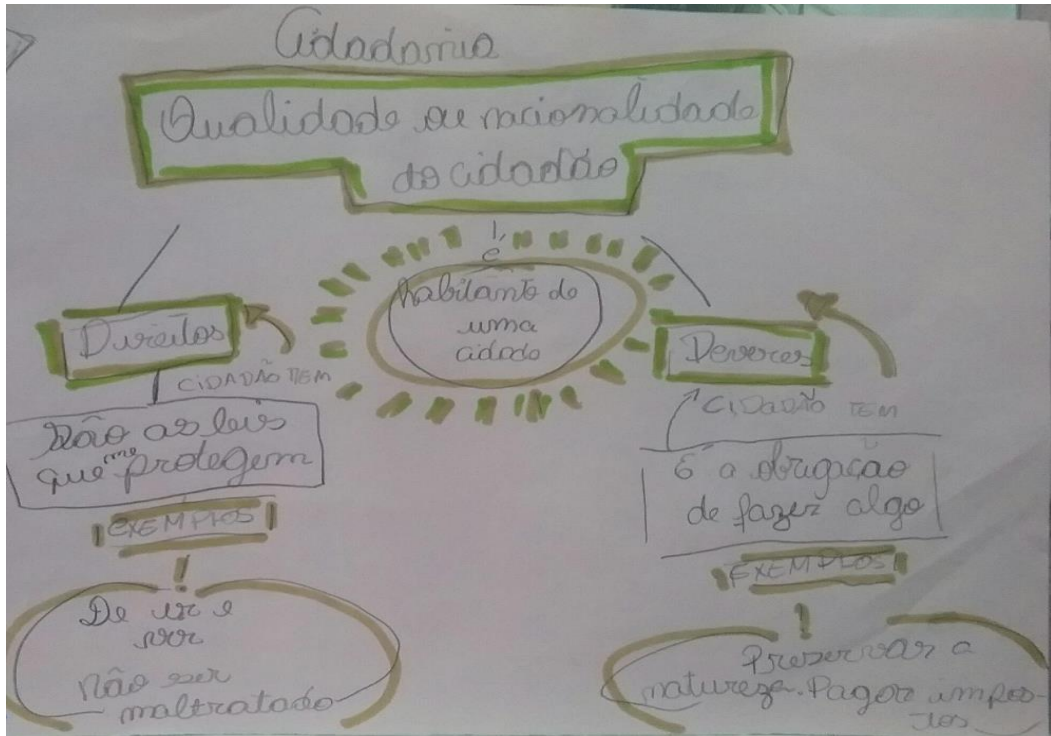 Cidadania
Qualidade ou nacionalidade
do cidadão
é
habitante de
uma
cidade
Direitos
CIDADÃO TEM
São as leis
que me protegem
EXEMPLOS
De ir e
vir
Não ser
maltratado
Deveres
CIDADÃO TEM
É a obrigação
de fazer algo
EXEMPLOS
Preservar a
natureza. Pagar impos-
tos